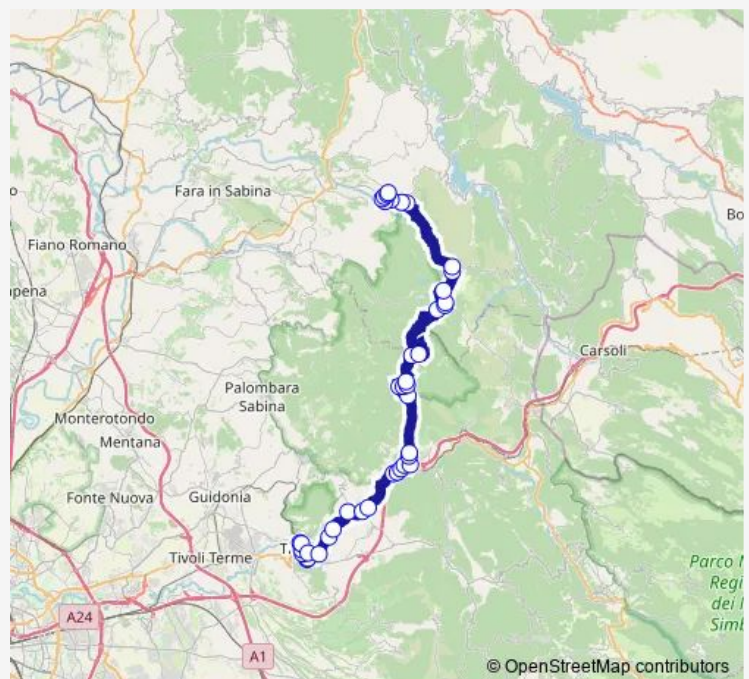 Fara in Sabina
Bo
Fiano Romano
pena
Carsoli
Palombara
Sabina
Monterotondo
Mentana
Fonte Nuova
Guidonia
Tivoli Terme
T
Parco N
Regi
dei
Simb
A24
A1
© OpenStreetMap contributors